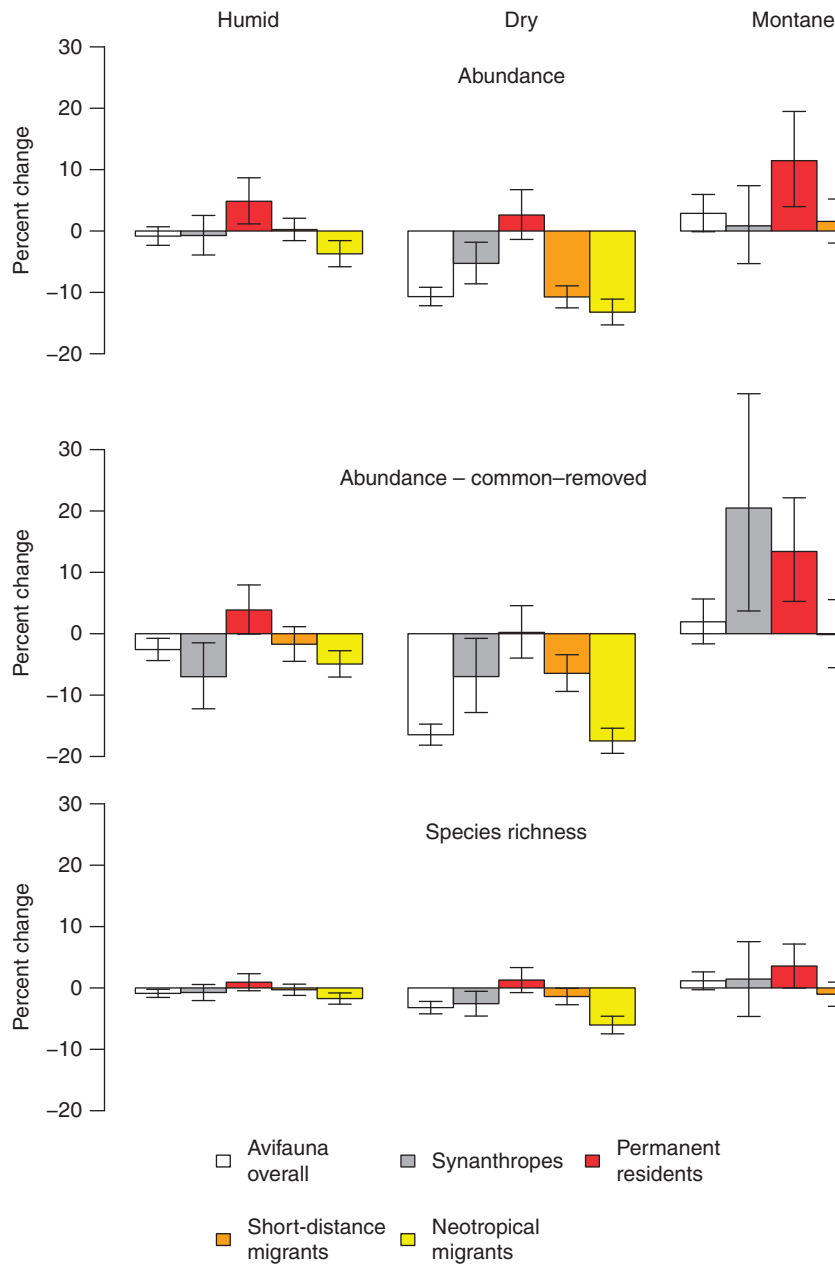 Humid Dry Montane
Abundance
Percent change
30
20
10
0
−10
−20
Abundance – common–removed
Percent change
30
20
10
0
−10
−20
Species richness
Percent change
30
20
10
0
−10
−20
Avifauna overall
Synanthropes
Permanent residents
Short-distance migrants
Neotropical migrants